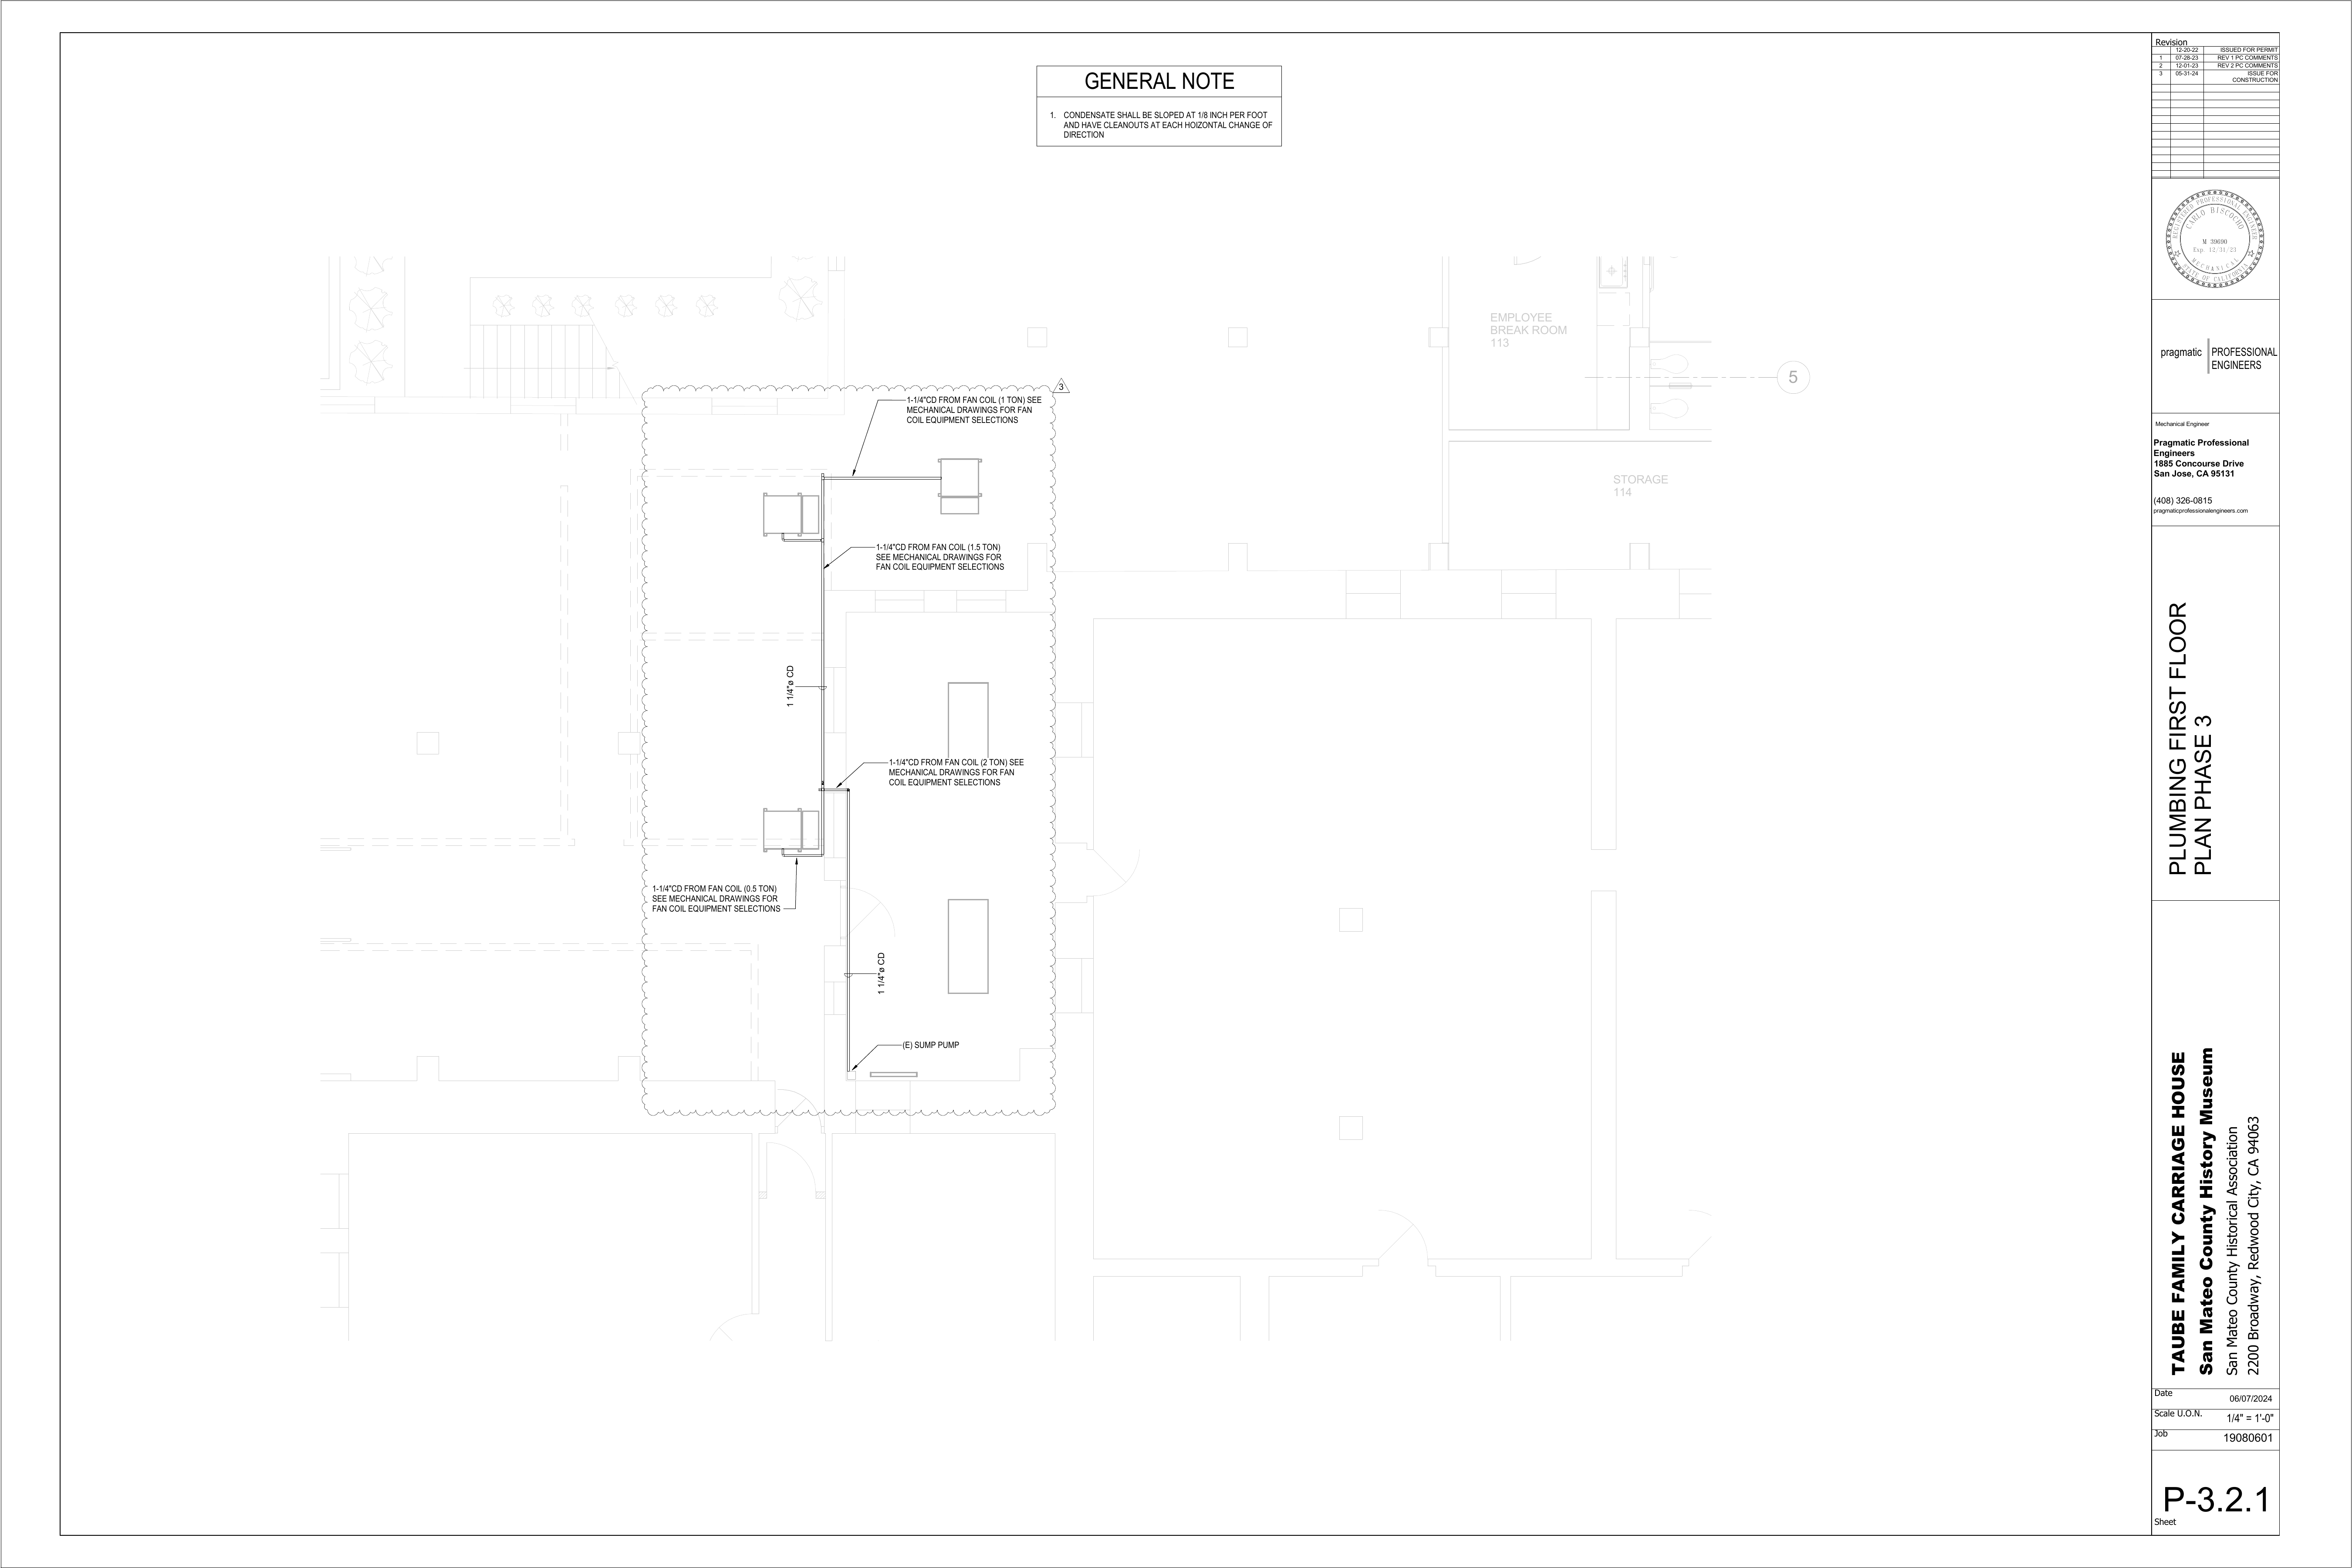 GENERAL NOTE
1. CONDENSATE SHALL BE SLOPED AT 1/8 INCH PER FOOT
AND HAVE CLEANOUTS AT EACH HOIZONTAL CHANGE OF
DIRECTION
EMPLOYEE
BREAK ROOM
113
5
STORAGE
114
3
1-1/4"CD FROM FAN COIL (1 TON) SEE
MECHANICAL DRAWINGS FOR FAN
COIL EQUIPMENT SELECTIONS
1-1/4"CD FROM FAN COIL (1.5 TON)
SEE MECHANICAL DRAWINGS FOR
FAN COIL EQUIPMENT SELECTIONS
1 1/4"ø CD
1-1/4"CD FROM FAN COIL (2 TON) SEE
MECHANICAL DRAWINGS FOR FAN
COIL EQUIPMENT SELECTIONS
1-1/4"CD FROM FAN COIL (0.5 TON)
SEE MECHANICAL DRAWINGS FOR
FAN COIL EQUIPMENT SELECTIONS
1 1/4"ø CD
(E) SUMP PUMP
Revision
12-20-22 ISSUED FOR PERMIT
1 07-28-23 REV 1 PC COMMENTS
2 12-01-23 REV 2 PC COMMENTS
3 05-31-24 ISSUE FOR
CONSTRUCTION
REGISTERED PROFESSIONAL ENGINEER
CARLO BISCOCHO
M 39690
Exp. 12/31/23
MECHANICAL
STATE OF CALIFORNIA
pragmatic PROFESSIONAL
ENGINEERS
Mechanical Engineer
Pragmatic Professional
Engineers
1885 Concourse Drive
San Jose, CA 95131
(408) 326-0815
pragmaticprofessionalengineers.com
PLUMBING FIRST FLOOR
PLAN PHASE 3
TAUBE FAMILY CARRIAGE HOUSE
San Mateo County History Museum
San Mateo County Historical Association
2200 Broadway, Redwood City, CA 94063
Date
06/07/2024
Scale U.O.N.
1/4" = 1'-0"
Job
19080601
P-3.2.1
Sheet